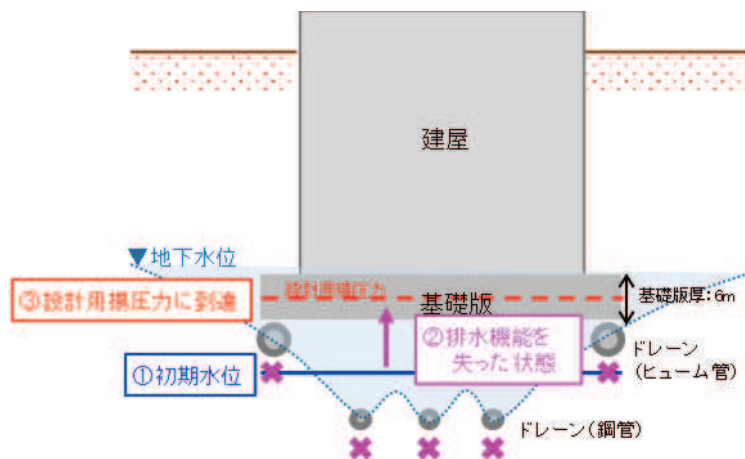 建屋
▼地下水位
設計用揚圧力
③設計用揚圧力に到達
基礎版
基礎版厚:6m
②排水機能を
失った状態
ドレーン
(ヒューム管)
①初期水位
ドレーン(鋼管)